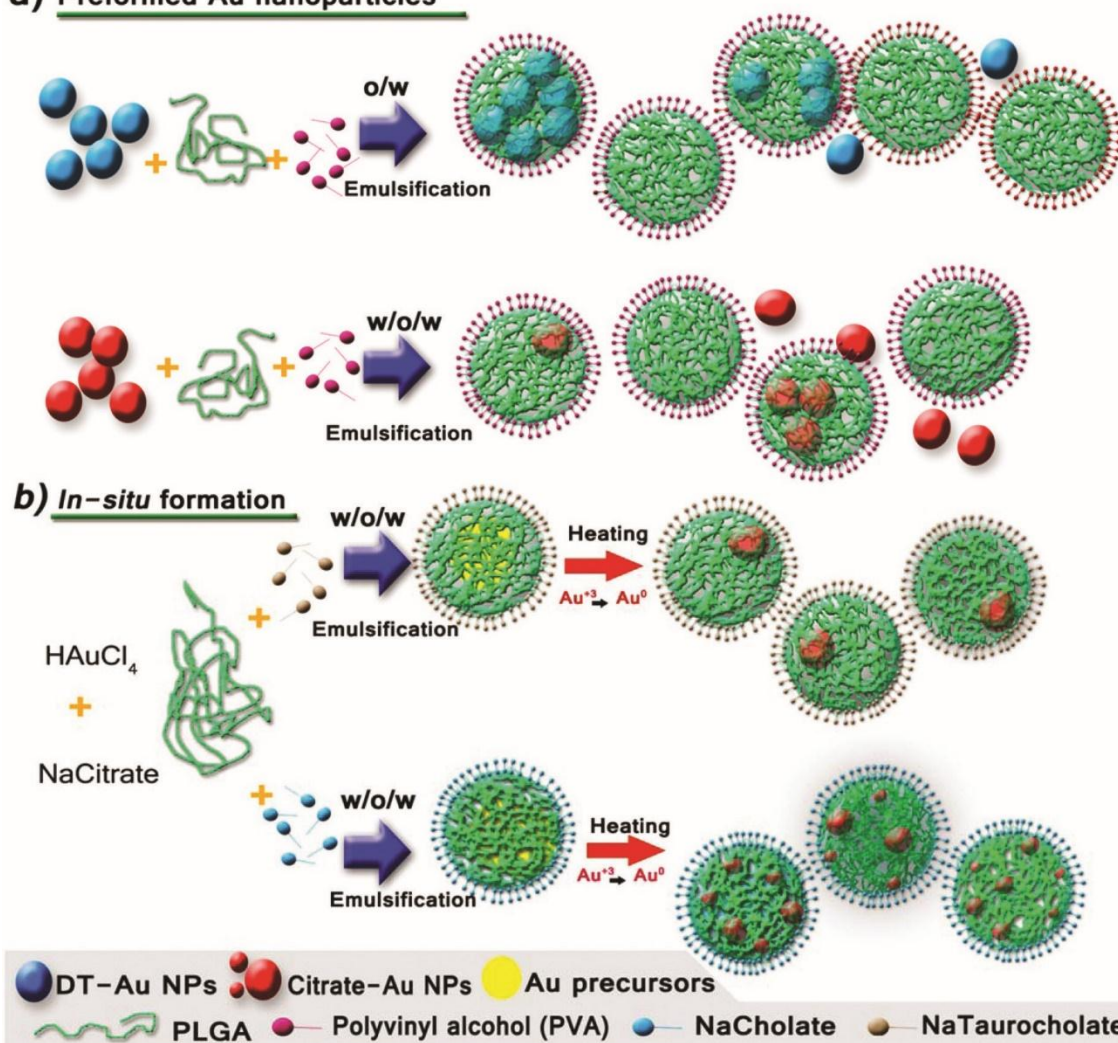 a) Preformed Au nanoparticles
o/w
Emulsification
w/o/w
Emulsification
b) In-situ formation
w/o/w
Emulsification
Heating
Au+3 → Au0
HAuCl4
+
NaCitrate
w/o/w
Emulsification
Heating
Au+3 → Au0
DT-Au NPs Citrate-Au NPs Au precursors
PLGA Polyvinyl alcohol (PVA) NaCholate NaTaurocholate